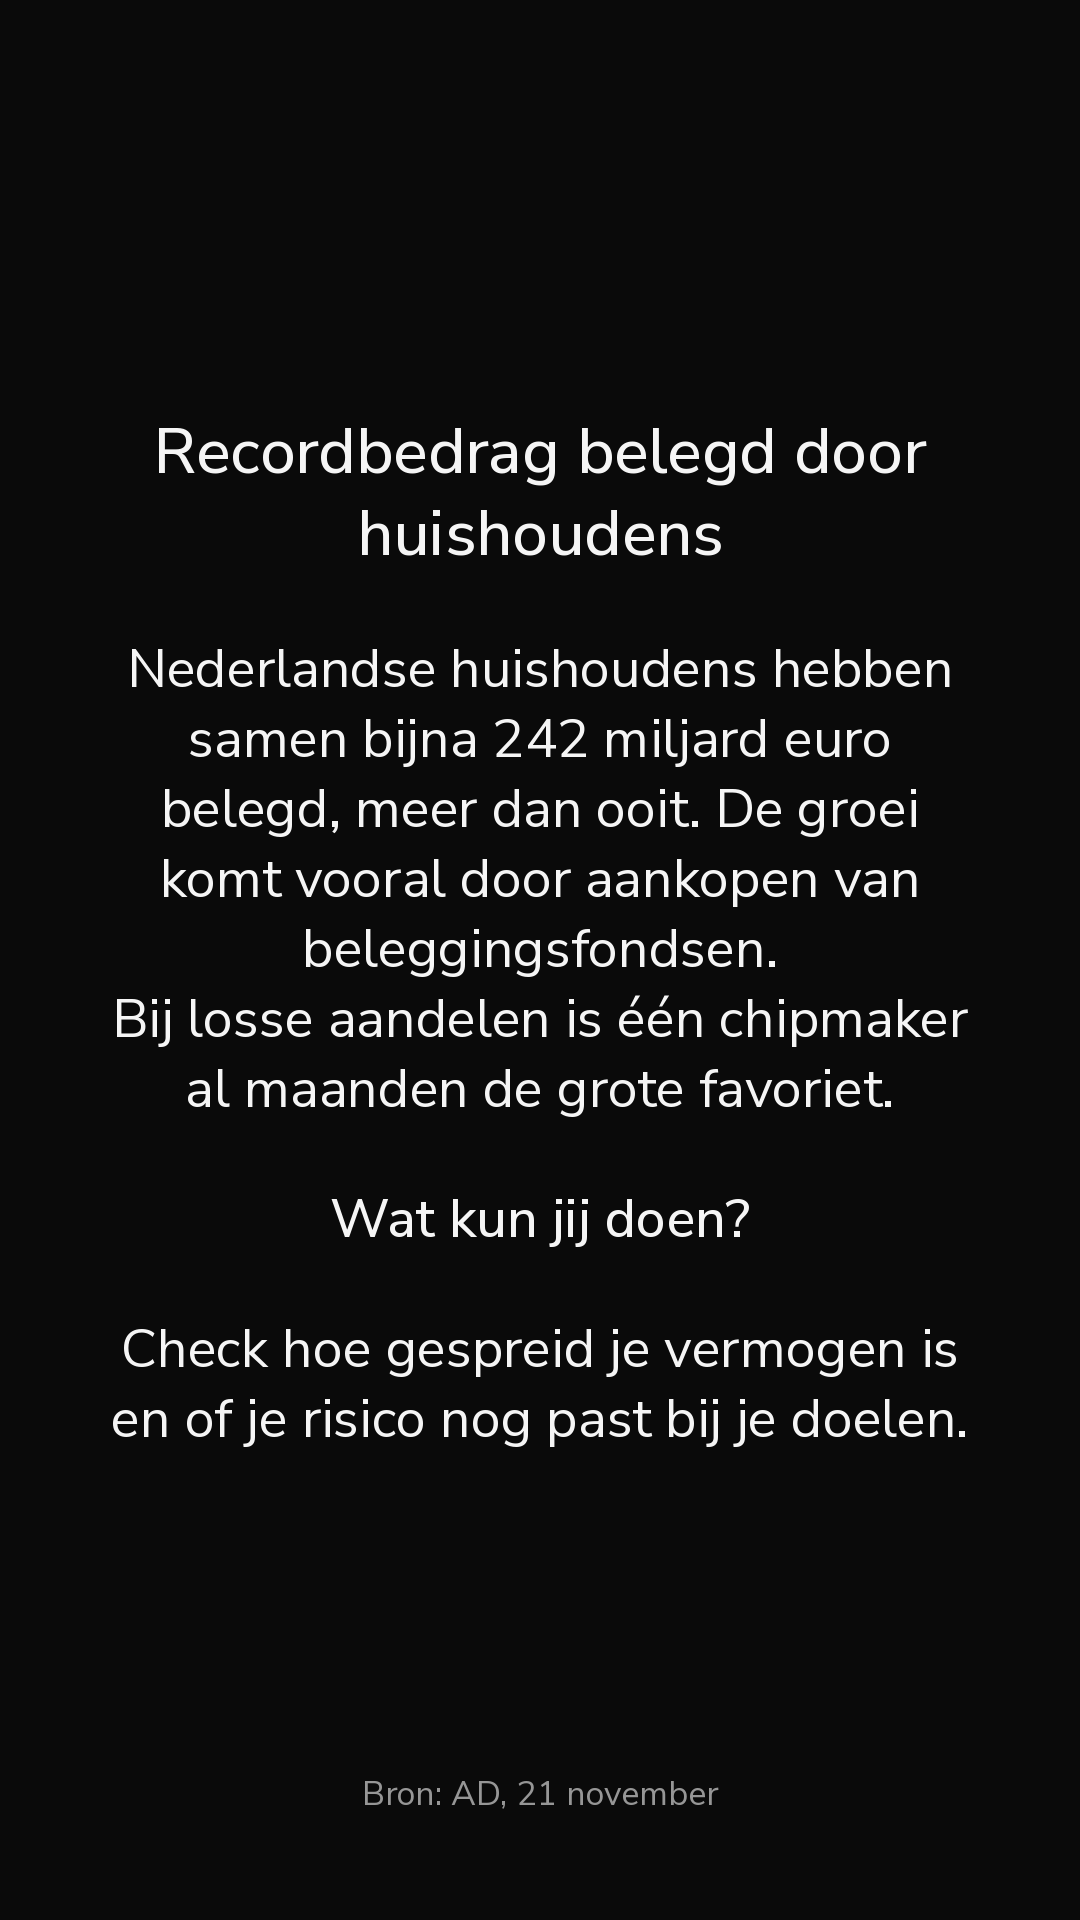 Recordbedrag belegd door
huishoudens
Nederlandse huishoudens hebben
samen bijna 242 miljard euro
belegd, meer dan ooit. De groei
komt vooral door aankopen van
beleggingsfondsen.
Bij losse aandelen is één chipmaker
al maanden de grote favoriet.
Wat kun jij doen?
Check hoe gespreid je vermogen is
en of je risico nog past bij je doelen.
Bron: AD, 21 november